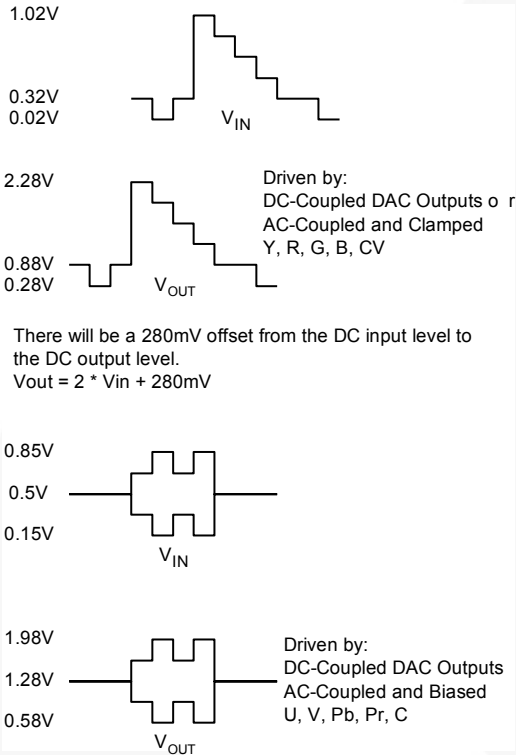 1.02V
0.32V
0.02V
VIN
2.28V
Driven by:
DC-Coupled DAC Outputs o r
AC-Coupled and Clamped
Y, R, G, B, CV
0.88V
0.28V
VOUT
There will be a 280mV offset from the DC input level to
the DC output level.
Vout = 2 * Vin + 280mV
0.85V
0.5V
0.15V
VIN
1.98V
1.28V
0.58V
Driven by:
DC-Coupled DAC Outputs
AC-Coupled and Biased
U, V, Pb, Pr, C
VOUT